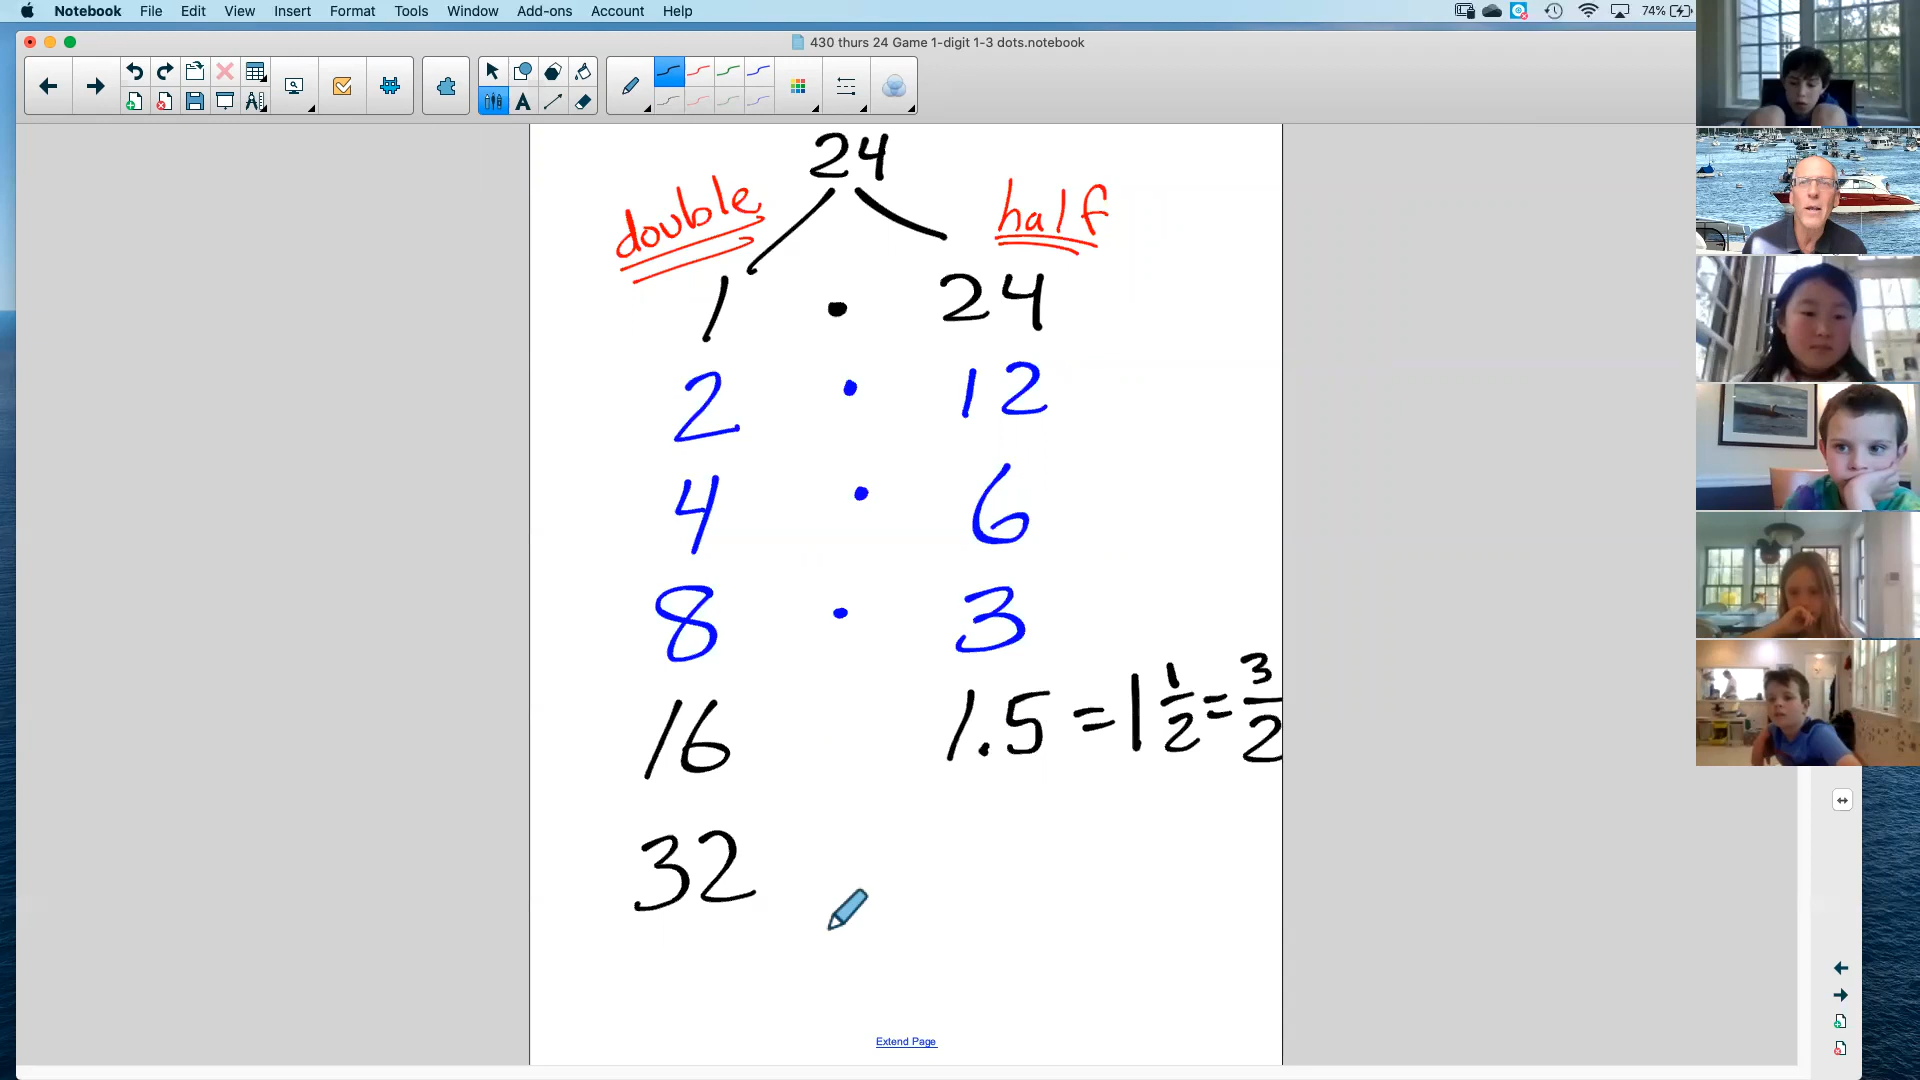 Notebook File Edit View Insert Format Tools Window Add-ons Account Help 74%
430 thurs 24 Game 1-digit 1-3 dots.notebook
24
double half
1 • 24
2 • 12
4 • 6
8 • 3
16 1.5 = 1 1/2 = 3/2
32
Extend Page